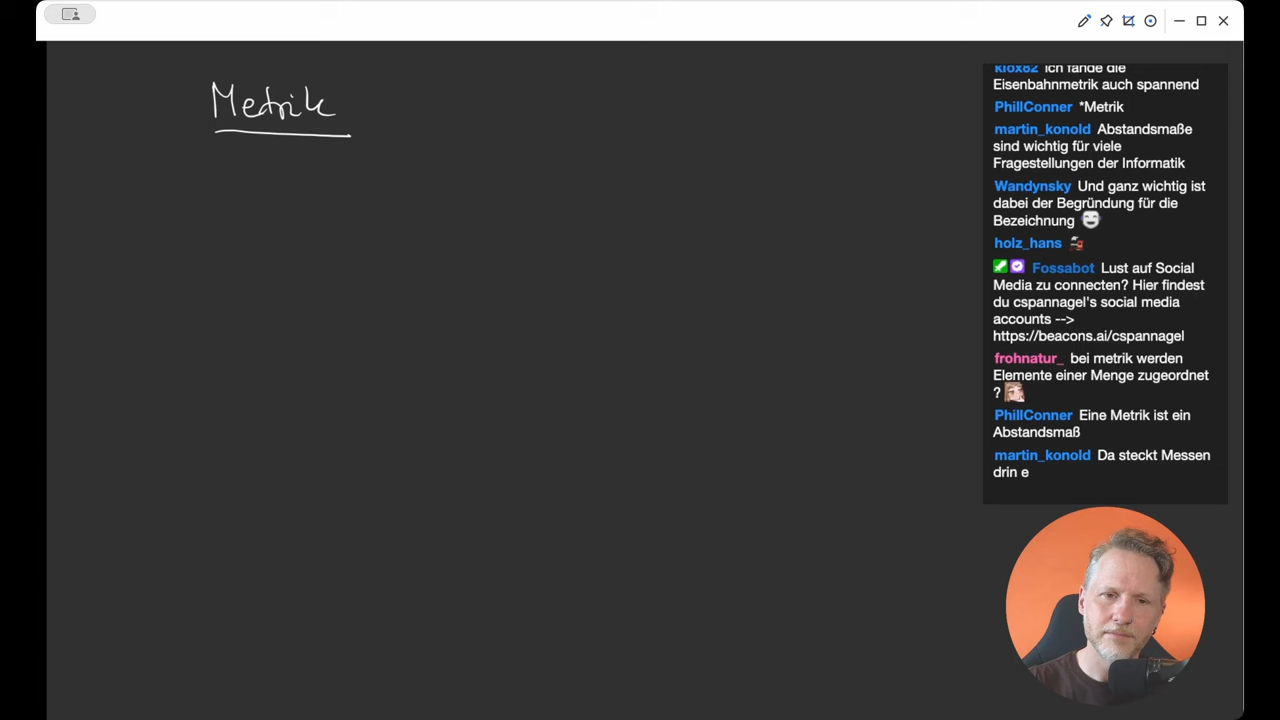 Metrik
klox82 ich fände die
Eisenbahnmetrik auch spannend
PhillConner *Metrik
martin_konold Abstandsmaße
sind wichtig für viele
Fragestellungen der Informatik
Wandynsky Und ganz wichtig ist
dabei der Begründung für die
Bezeichnung
holz_hans
Fossabot Lust auf Social
Media zu connecten? Hier findest
du cspannagel's social media
accounts -->
https://beacons.ai/cspannagel
frohnatur_ bei metrik werden
Elemente einer Menge zugeordnet
?
PhillConner Eine Metrik ist ein
Abstandsmaß
martin_konold Da steckt Messen
drin e